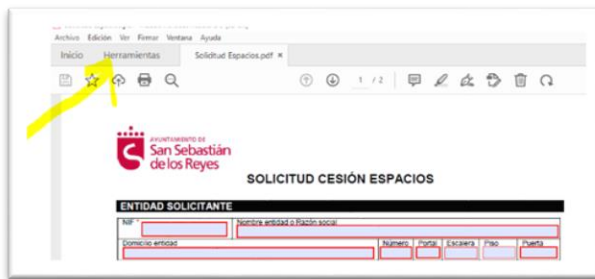 Archivo Edición Ver Firmar Ventana Ayuda
Inicio Herramientas Solicitud Espacios.pdf ×
1 / 2
AYUNTAMIENTO DE
San Sebastián
de los Reyes
SOLICITUD CESIÓN ESPACIOS
ENTIDAD SOLICITANTE
NIF * Nombre entidad o Razón social
Domicilio entidad Número Portal Escalera Piso Puerta